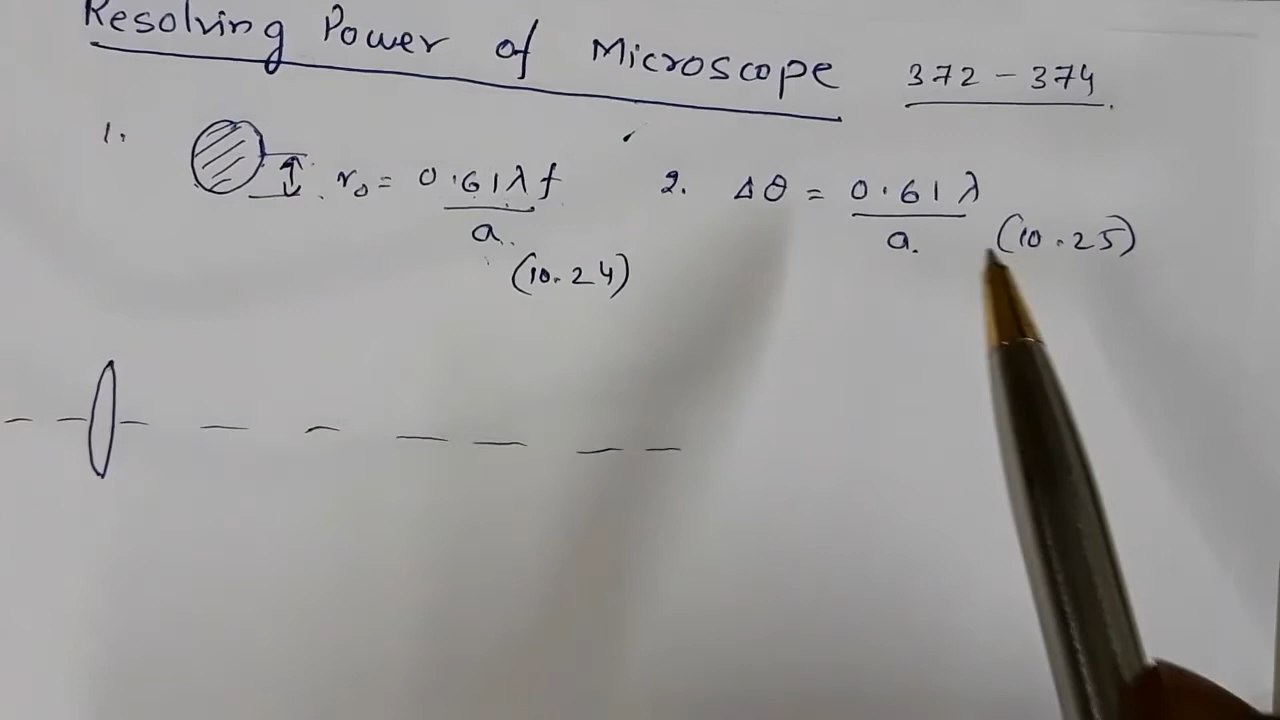 Resolving Power of Microscope 372 - 374
1. r₀ = 0.61λf / a (10.24)
2. Δθ = 0.61λ / a. (10.25)